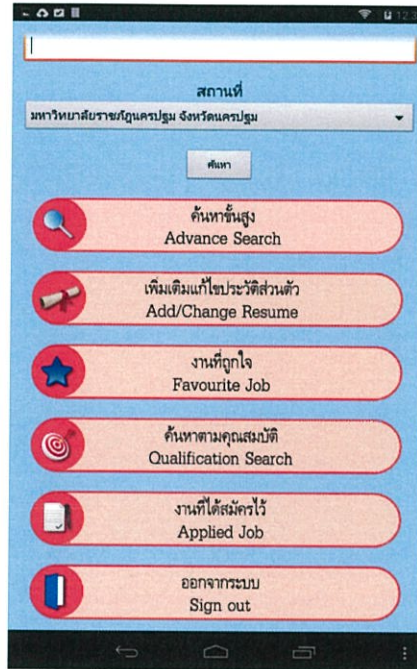 สถานที่
มหาวิทยาลัยราชภัฏนครปฐม จังหวัดนครปฐม
ค้นหา
ค้นหาขั้นสูง
Advance Search
เพิ่มเติมแก้ไขประวัติส่วนตัว
Add/Change Resume
งานที่ถูกใจ
Favourite Job
ค้นหาตามคุณสมบัติ
Qualification Search
งานที่ได้สมัครไว้
Applied Job
ออกจากระบบ
Sign out